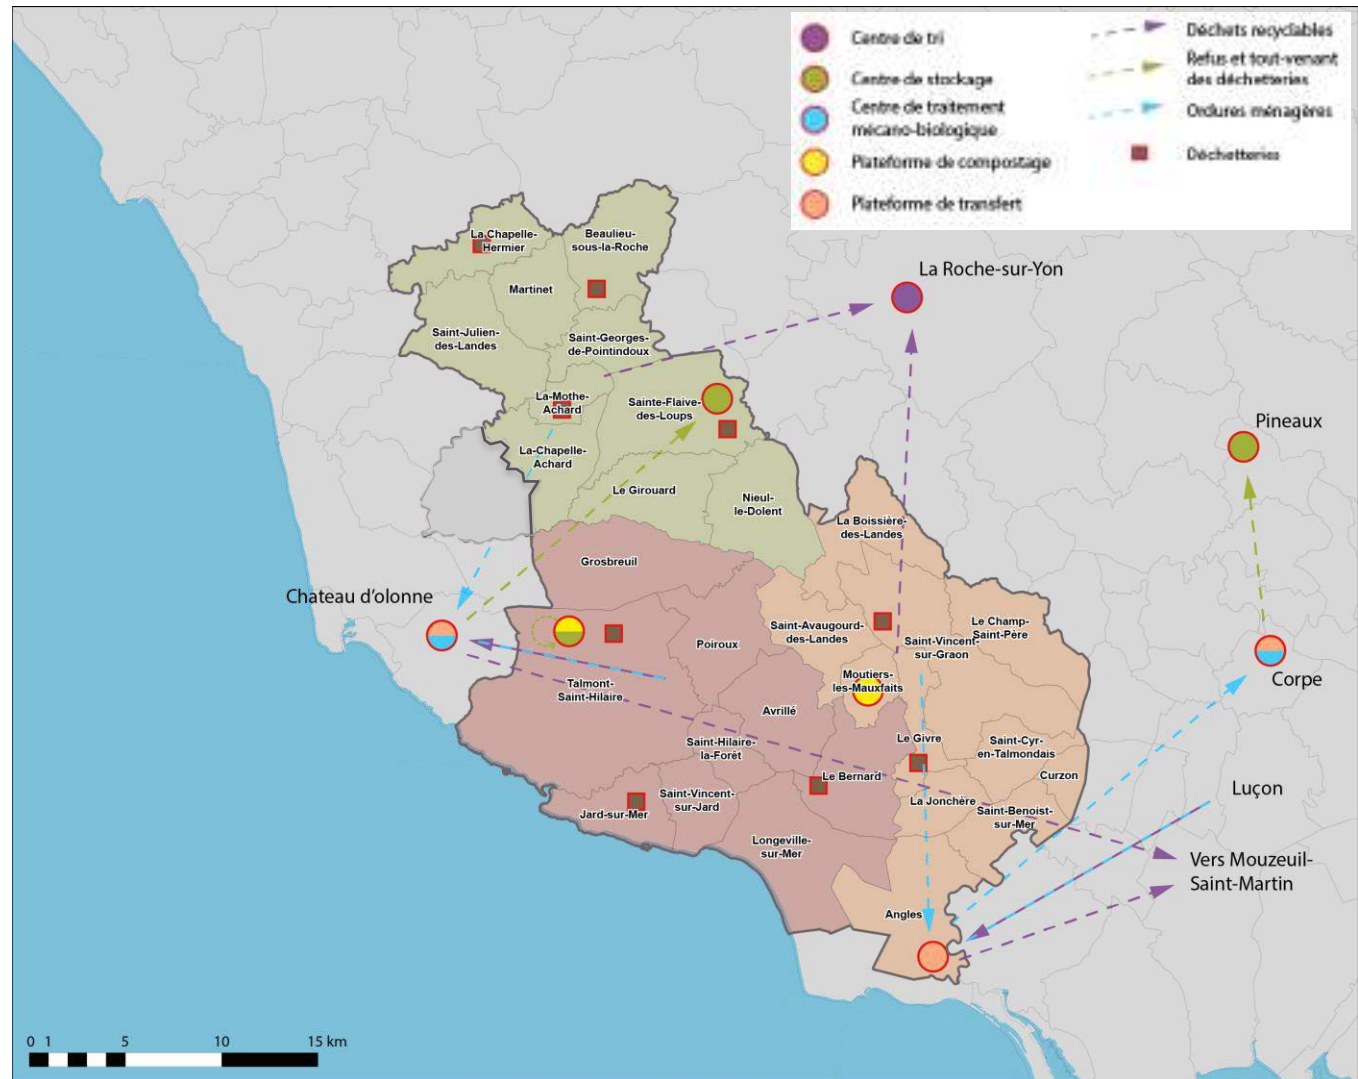 Centre de tri
Centre de stockage
Centre de traitement
mécano-biologique
Plateforme de compostage
Plateforme de transfert
Déchets recyclables
Refus et tout-venant
des déchetteries
Ordures ménagères
Déchetteries
La Chapelle-
Hermier
Beaulieu-
sous-la-Roche
Martinet
La Roche-sur-Yon
Saint-Julien-
des-Landes
Saint-Georges-
de-Pointindoux
La-Mothe-
Achard
Sainte-Flaive-
des-Loups
Pineaux
La-Chapelle-
Achard
Le Girouard
Nieul-
le-Dolent
La Boissière-
des-Landes
Grosbreuil
Chateau d'olonne
Saint-Avaugourd-
des-Landes
Le Champ-
Saint-Père
Saint-Vincent-
sur-Graon
Poiroux
Corpe
Talmont-
Saint-Hilaire
Moutiers-
les-Mauxfaits
Avrillé
Saint-Hilaire-
la-Forêt
Le Givre
Saint-Cyr-
en-Talmondais
Le Bernard
Curzon
Luçon
Jard-sur-Mer
Saint-Vincent-
sur-Jard
La Jonchère
Saint-Benoist-
sur-Mer
Longeville-
sur-Mer
Vers Mouzeuil-
Saint-Martin
Angles
0 1 5 10 15 km